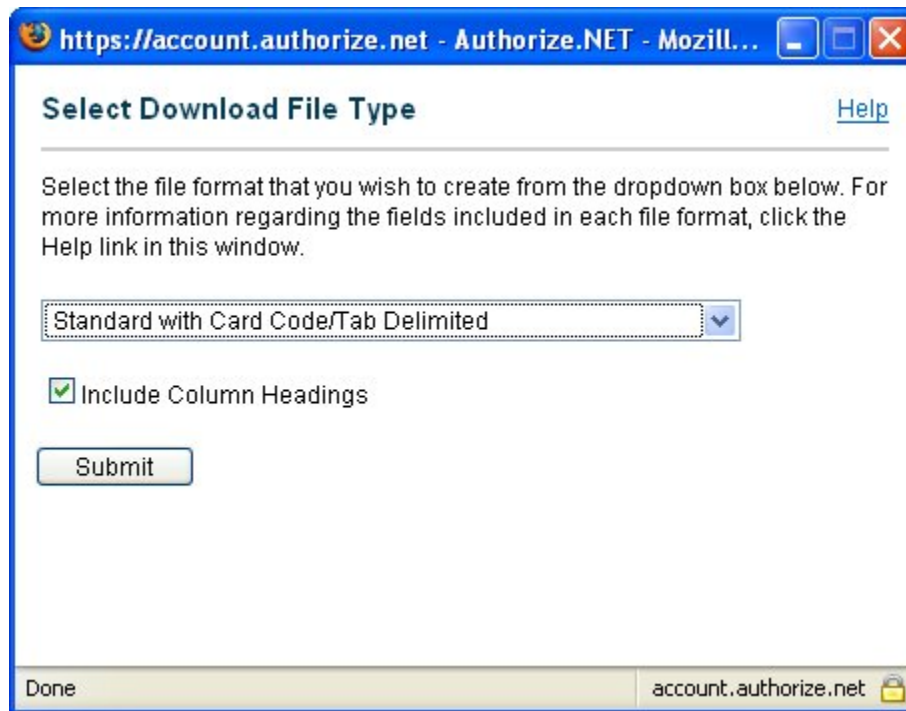 https://account.authorize.net - Authorize.NET - Mozill...
Select Download File Type
Help
Select the file format that you wish to create from the dropdown box below. For
more information regarding the fields included in each file format, click the
Help link in this window.
Standard with Card Code/Tab Delimited
Include Column Headings
Submit
Done
account.authorize.net